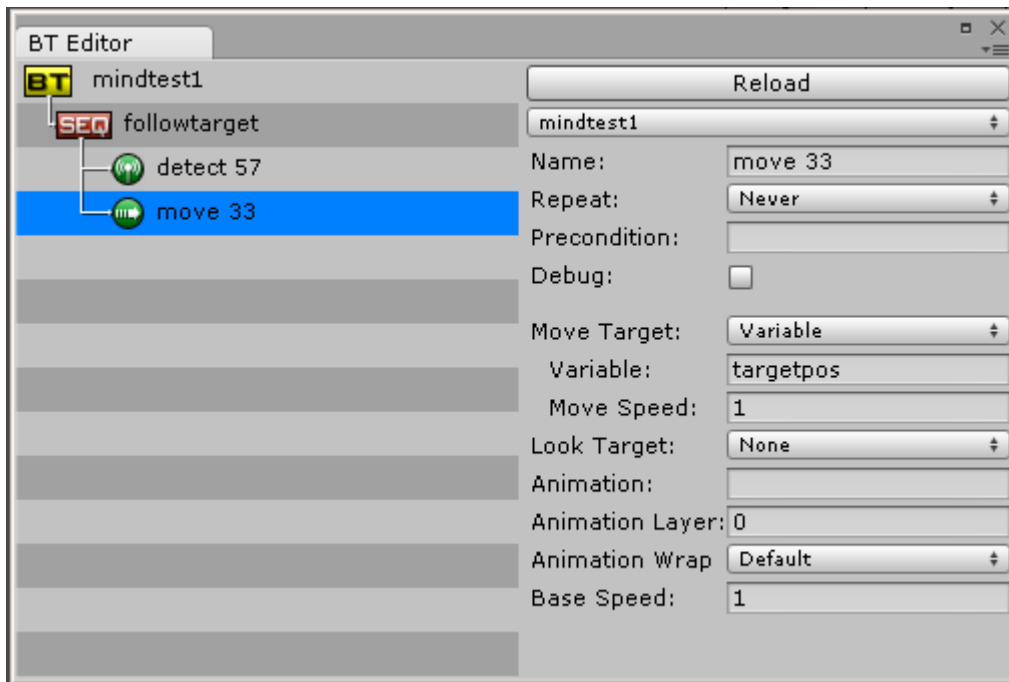 BT Editor
BT mindtest1
SEQ followtarget
detect 57
move 33
Reload
mindtest1
Name: move 33
Repeat: Never
Precondition:
Debug:
Move Target: Variable
Variable: targetpos
Move Speed: 1
Look Target: None
Animation:
Animation Layer: 0
Animation Wrap Default
Base Speed: 1